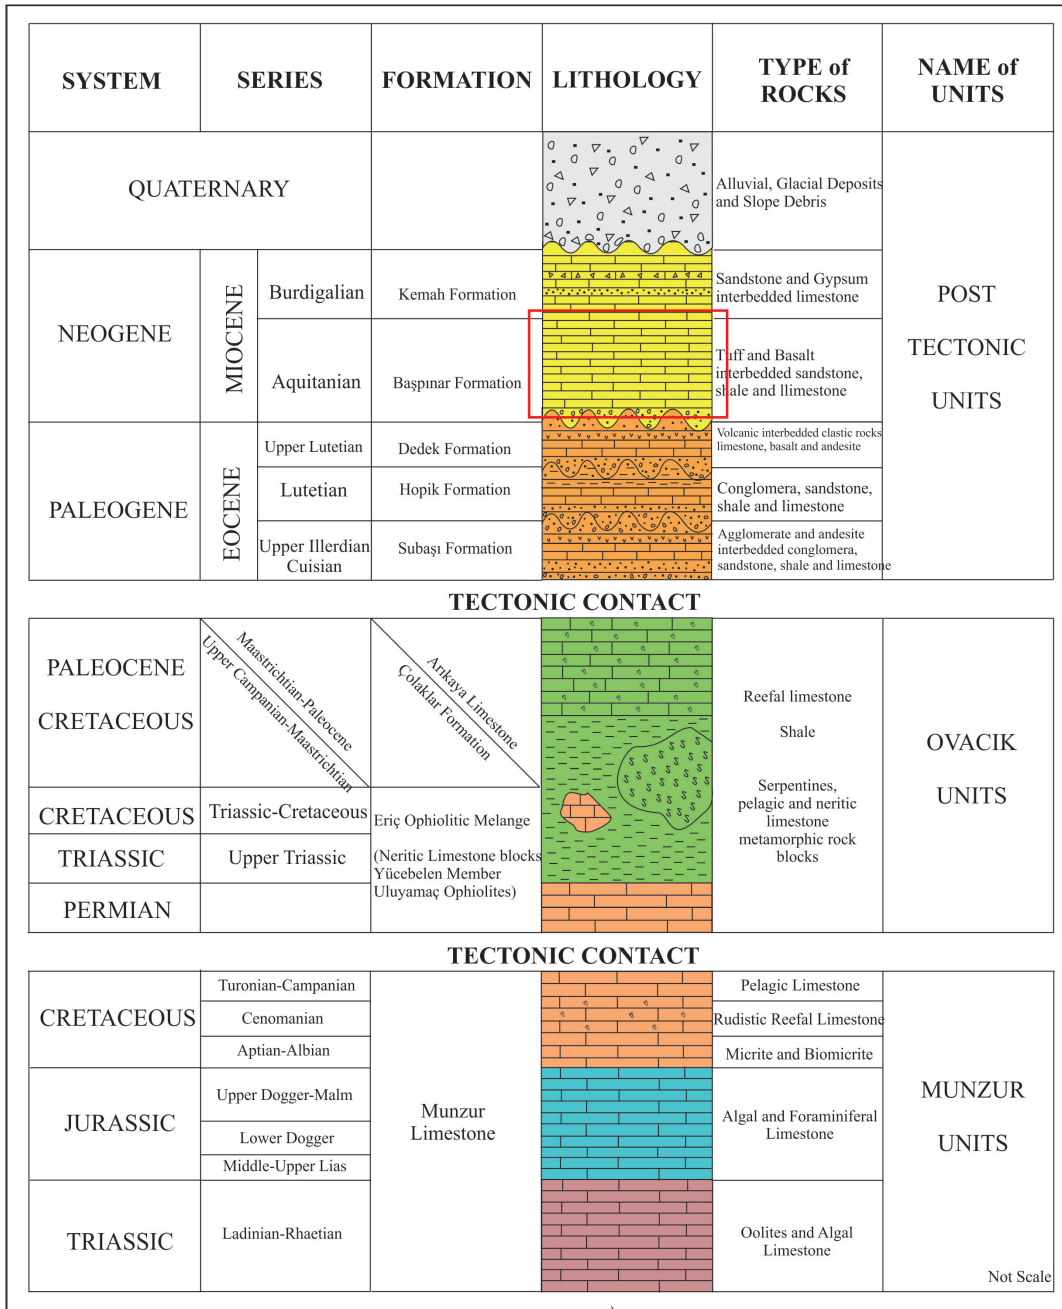 SYSTEM
SERIES
FORMATION
LITHOLOGY
TYPE of
ROCKS
NAME of
UNITS
QUATERNARY
Alluvial, Glacial Deposits
and Slope Debris
NEOGENE
MIOCENE
Burdigalian
Kemah Formation
Sandstone and Gypsum
interbedded limestone
Aquitanian
Başpınar Formation
Tuff and Basalt
interbedded sandstone,
shale and llimestone
POST
TECTONIC
UNITS
PALEOGENE
EOCENE
Upper Lutetian
Dedek Formation
Volcanic interbedded clastic rocks
limestone, basalt and andesite
Lutetian
Hopik Formation
Conglomera, sandstone,
shale and limestone
Upper Illerdian
Cuisian
Subaşı Formation
Agglomerate and andesite
interbedded conglomera,
sandstone, shale and limestone
TECTONIC CONTACT
PALEOCENE
CRETACEOUS
Maastrichtian-Paleocene
Upper Campanian-Maastrichtian
Arıkaya Limestone
Çolaklar Formation
Reefal limestone
Shale
OVACIK
UNITS
CRETACEOUS
Triassic-Cretaceous
Eriç Ophiolitic Melange
Serpentines,
pelagic and neritic
limestone
metamorphic rock
blocks
TRIASSIC
Upper Triassic
(Neritic Limestone blocks
Yücebelen Member
Uluyamaç Ophiolites)
PERMIAN
TECTONIC CONTACT
CRETACEOUS
Turonian-Campanian
Pelagic Limestone
Cenomanian
Rudistic Reefal Limestone
Aptian-Albian
Micrite and Biomicrite
JURASSIC
Upper Dogger-Malm
Lower Dogger
Middle-Upper Lias
Munzur
Limestone
Algal and Foraminiferal
Limestone
MUNZUR
UNITS
TRIASSIC
Ladinian-Rhaetian
Oolites and Algal
Limestone
Not Scale